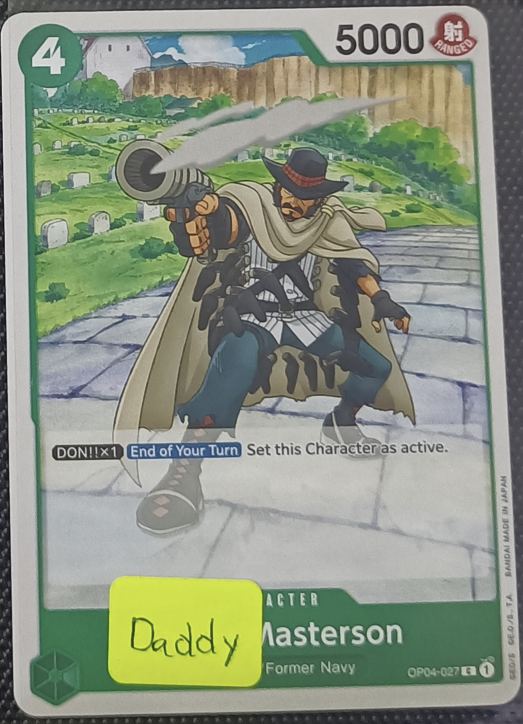 4
5000
射
RANGED
DON!!×1 End of Your Turn Set this Character as active.
ACTER
Daddy Masterson
/Former Navy
OP04-027 C 1
BANDAI MADE IN JAPAN